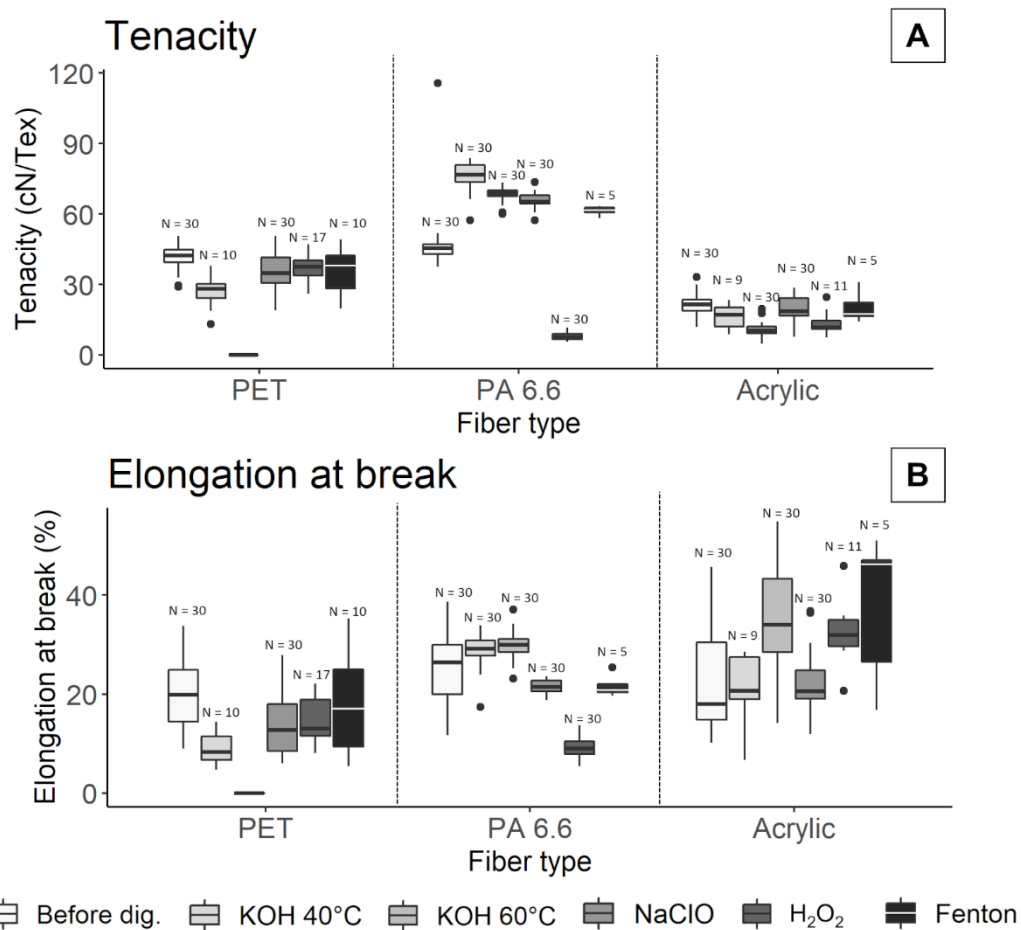 Tenacity
A
Tenacity (cN/Tex)
120
90
60
30
0
N = 30
N = 10
N = 30
N = 17
N = 10
N = 30
N = 30
N = 30
N = 30
N = 30
N = 5
N = 30
N = 9
N = 30
N = 30
N = 11
N = 5
PET PA 6.6 Acrylic
Fiber type
Elongation at break
B
Elongation at break (%)
40
20
0
N = 30
N = 10
N = 30
N = 17
N = 10
N = 30
N = 30
N = 30
N = 30
N = 30
N = 5
N = 30
N = 9
N = 30
N = 30
N = 11
N = 5
PET PA 6.6 Acrylic
Fiber type
Before dig. KOH 40°C KOH 60°C NaClO H₂O₂ Fenton